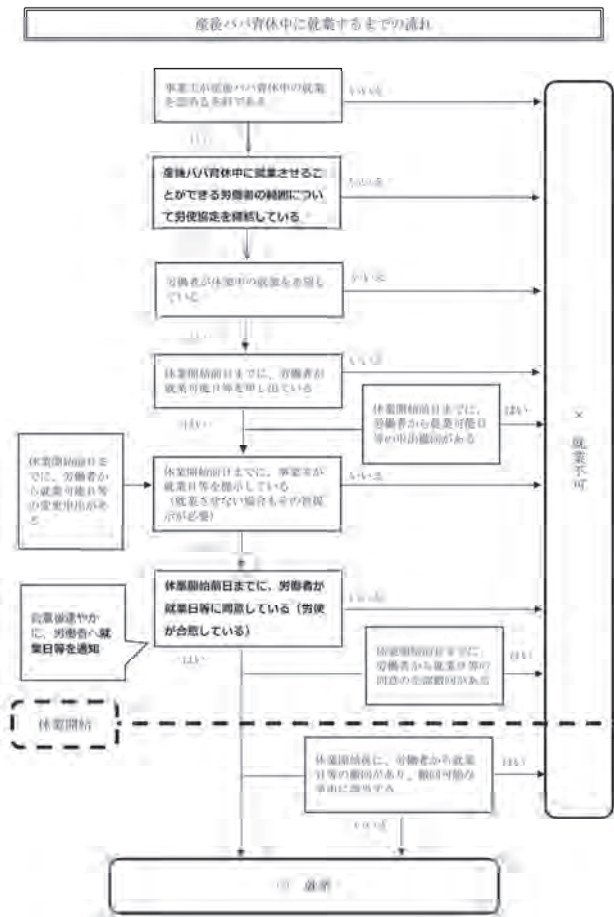 産後パパ育休中に就業するまでの流れ
事業主が産後パパ育休中の就業
を認める方針である
いいえ
はい
産後パパ育休中に就業させるこ
とができる労働者の範囲につい
て労使協定を締結している
いいえ
はい
労働者が休業中の就業を希望し
ている
いいえ
はい
休業開始前日までに、労働者が
就業可能日等を申し出ている
いいえ
はい
休業開始前日までに、
労働者から就業可能日
等の申出撤回がある
はい
× 就業不可
休業開始前日ま
でに、労働者から
就業可能日等の
変更申出があ
る
休業開始前日までに、事業主が
就業日等を提示している
(就業させない場合もその旨提
示が必要)
いいえ
休業開始前日までに、労働者が
就業日等に同意している(労使
が合意している)
いいえ
はい
合意後速やか
に、労働者へ就
業日等を通知
休業開始前日までに、
労働者から就業日等の
同意の全部撤回がある
はい
休業開始
休業開始後に、労働者から就業
日等の撤回があり、撤回可能な
事由に該当する
はい
いいえ
就業